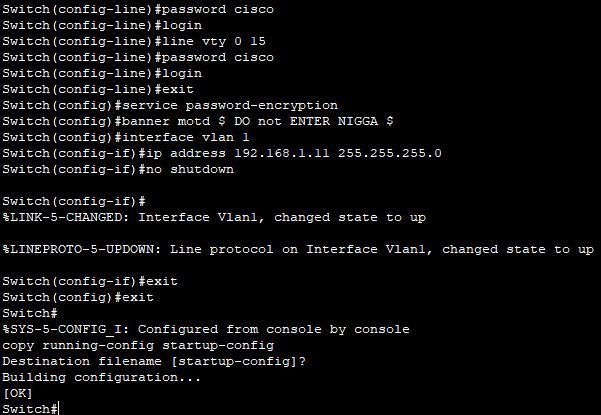 Switch(config-line)#password cisco
Switch(config-line)#login
Switch(config-line)#line vty 0 15
Switch(config-line)#password cisco
Switch(config-line)#login
Switch(config-line)#exit
Switch(config)#service password-encryption
Switch(config)#banner motd $ DO not ENTER NIGGA $
Switch(config)#interface vlan 1
Switch(config-if)#ip address 192.168.1.11 255.255.255.0
Switch(config-if)#no shutdown
Switch(config-if)#
%LINK-5-CHANGED: Interface Vlan1, changed state to up
%LINEPROTO-5-UPDOWN: Line protocol on Interface Vlan1, changed state to up
Switch(config-if)#exit
Switch(config)#exit
Switch#
%SYS-5-CONFIG_I: Configured from console by console
copy running-config startup-config
Destination filename [startup-config]?
Building configuration...
[OK]
Switch#